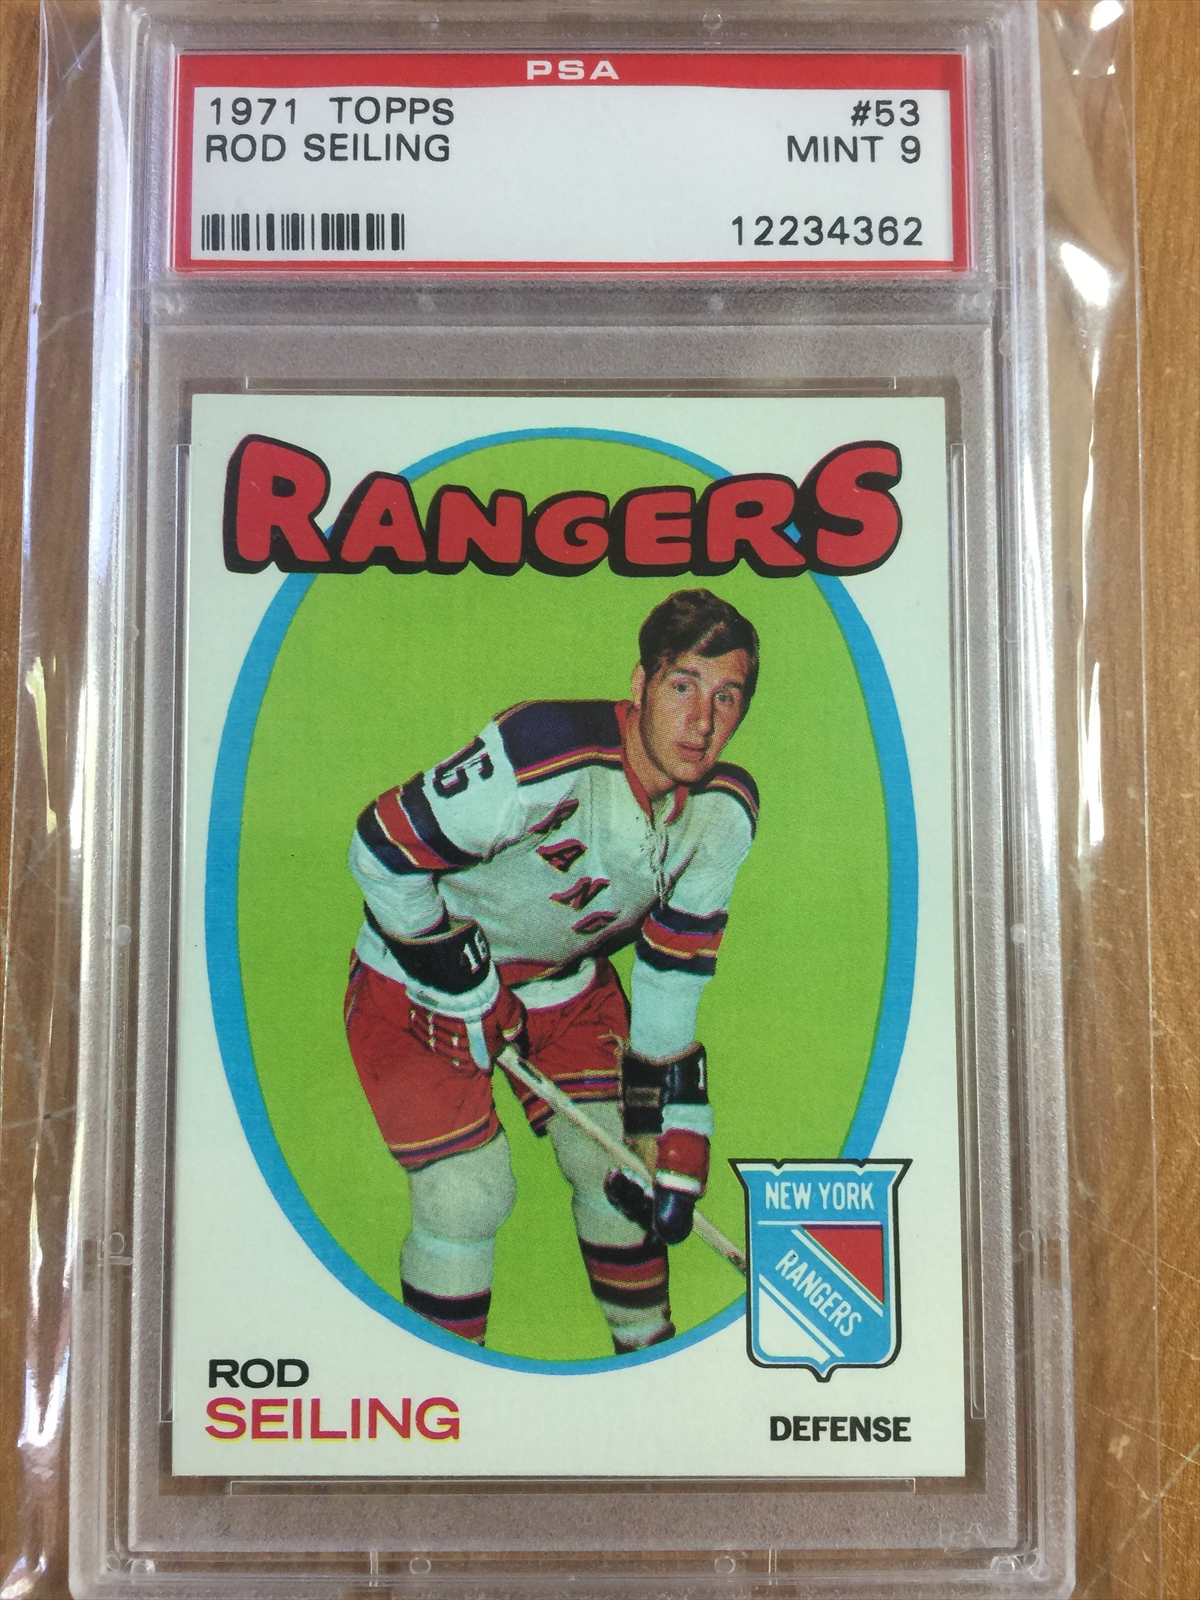 PSA
1971 TOPPS #53
ROD SEILING MINT 9
12234362
RANGERS
16
RANG
16
1
NEW YORK
RANGERS
ROD
SEILING
DEFENSE